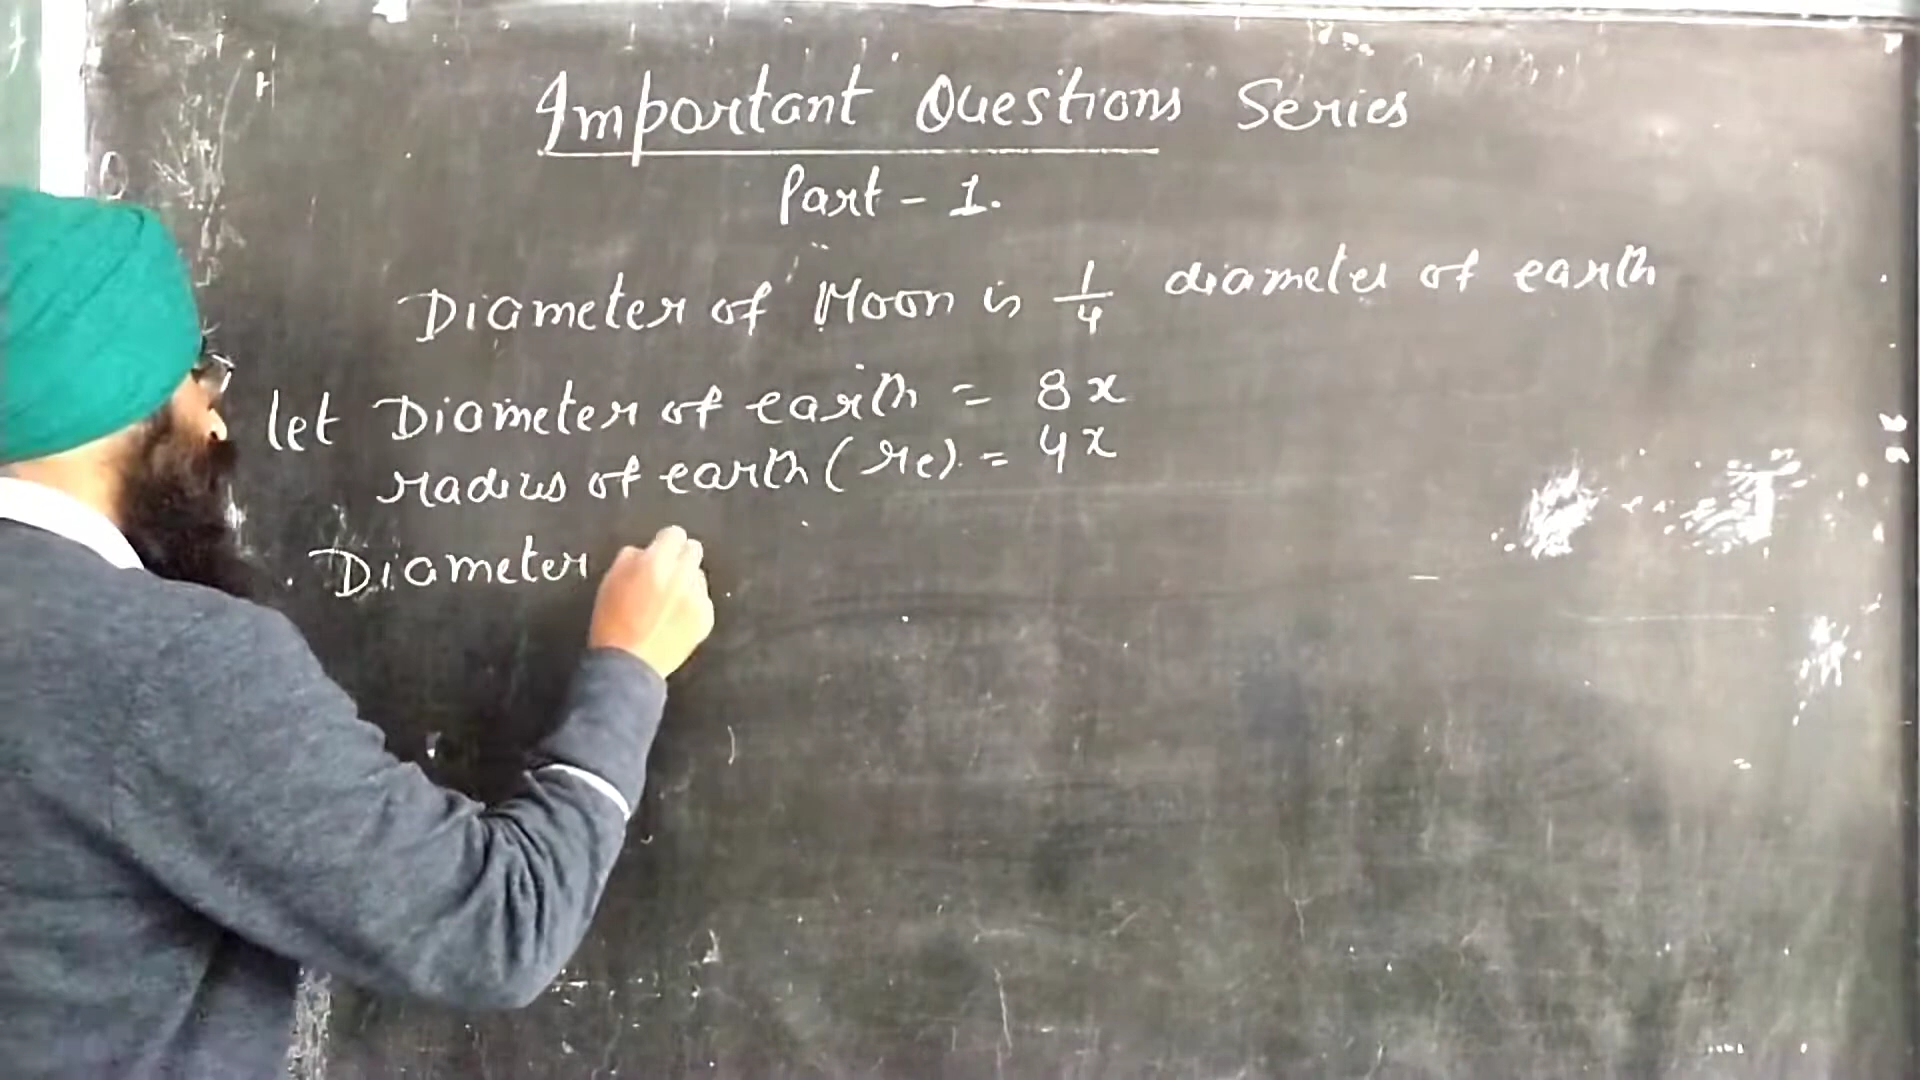 Important Questions Series
Part - 1.
Diameter of Moon is 1/4 diameter of earth
let Diameter of earth = 8x
radius of earth (re) = 4x
Diameter